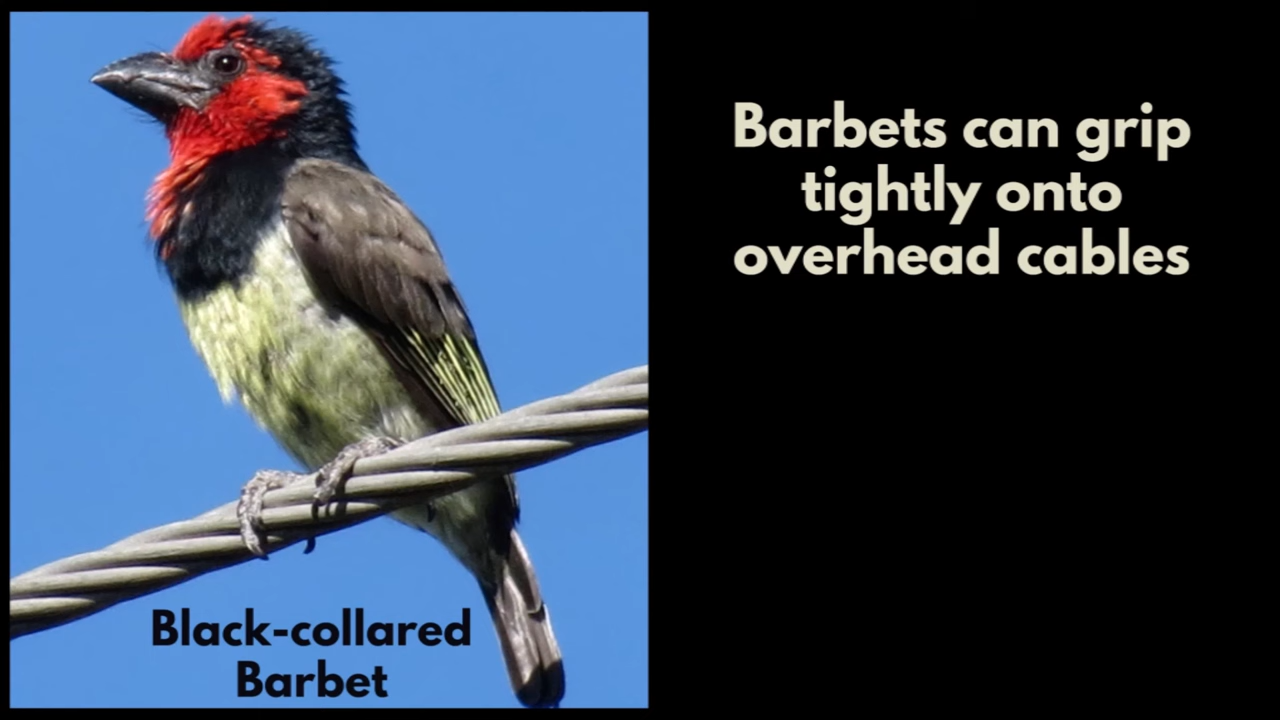 Barbets can grip
tightly onto
overhead cables
Black-collared
Barbet